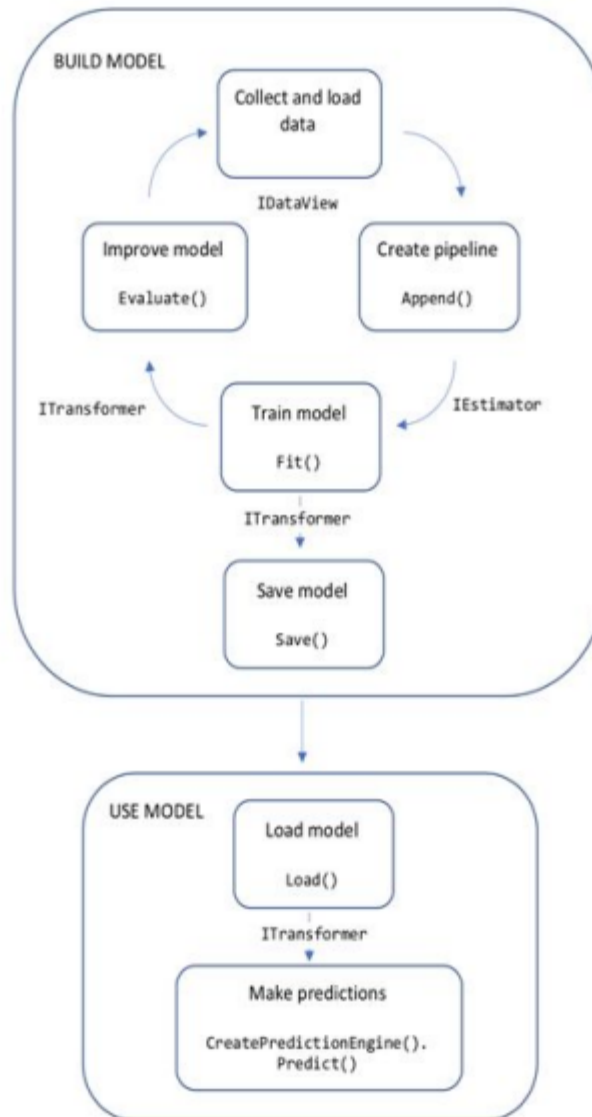 BUILD MODEL
Collect and load
data
IDataView
Improve model
Evaluate()
Create pipeline
Append()
ITransformer
IEstimator
Train model
Fit()
ITransformer
Save model
Save()
USE MODEL
Load model
Load()
ITransformer
Make predictions
CreatePredictionEngine().
Predict()